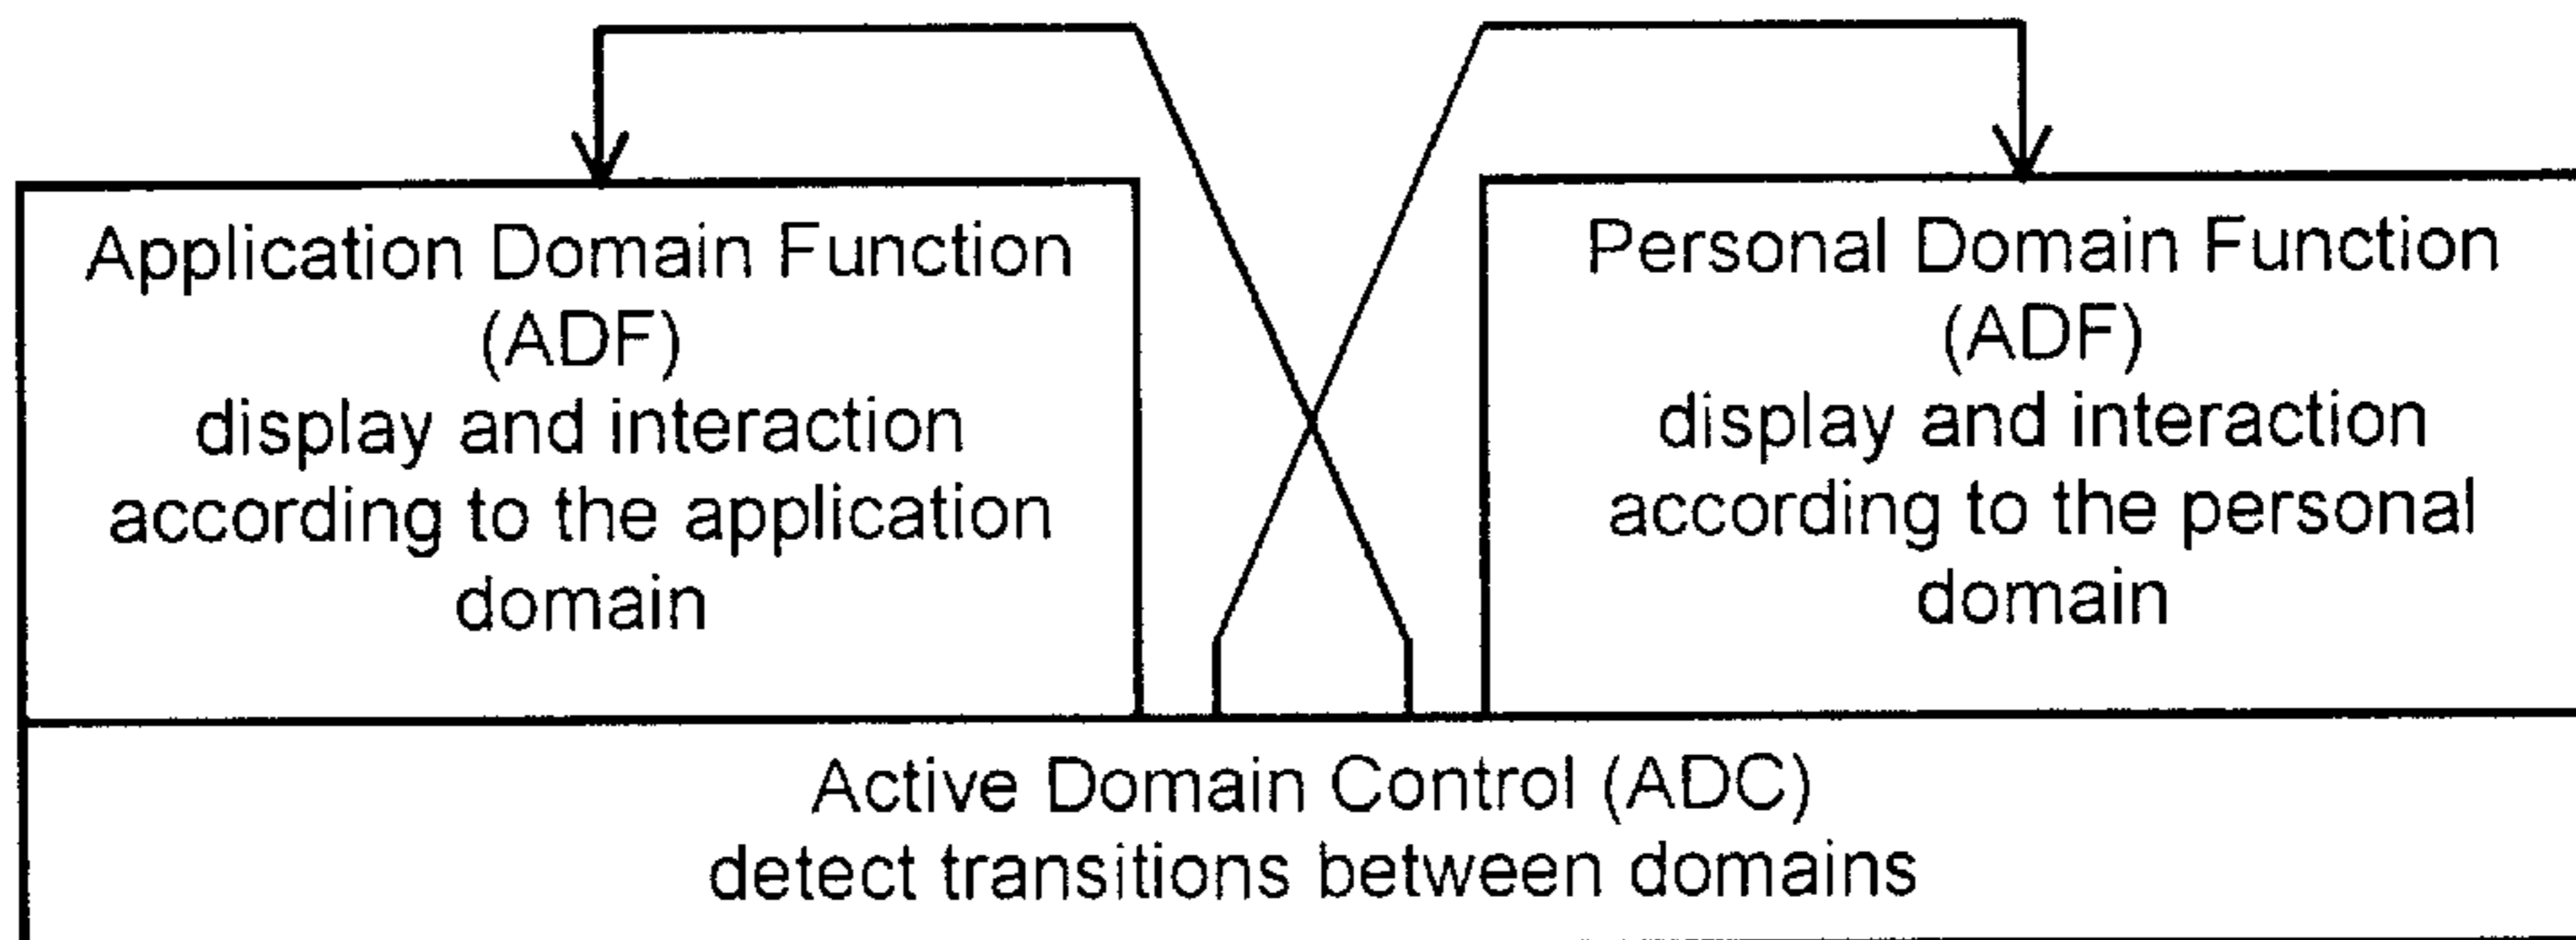 Application Domain Function
(ADF)
display and interaction
according to the application
domain
Personal Domain Function
(ADF)
display and interaction
according to the personal
domain
Active Domain Control (ADC)
detect transitions between domains